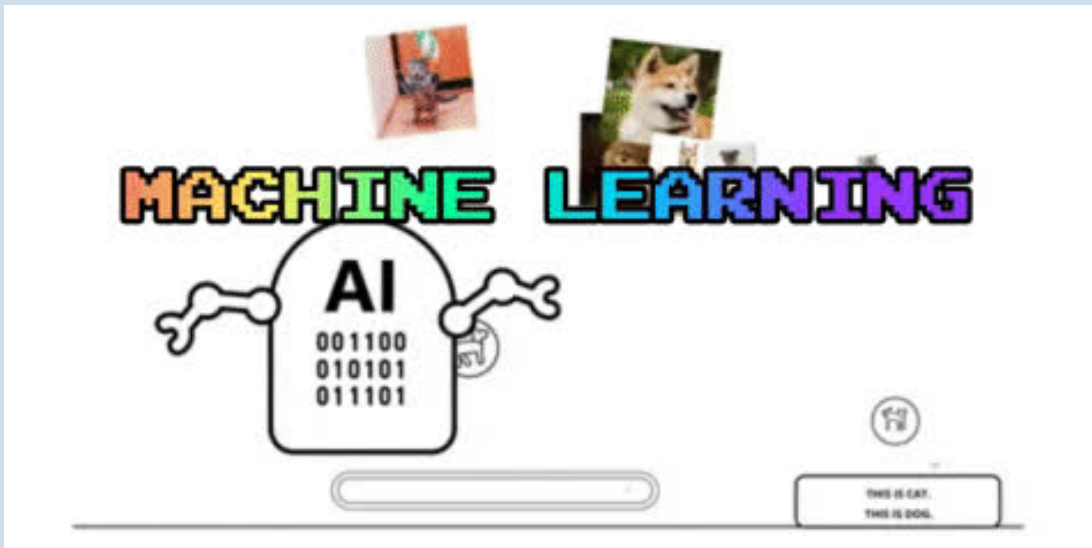 MACHINE LEARNING
AI
001100
010101
011101
THIS IS CAT.
THIS IS DOG.